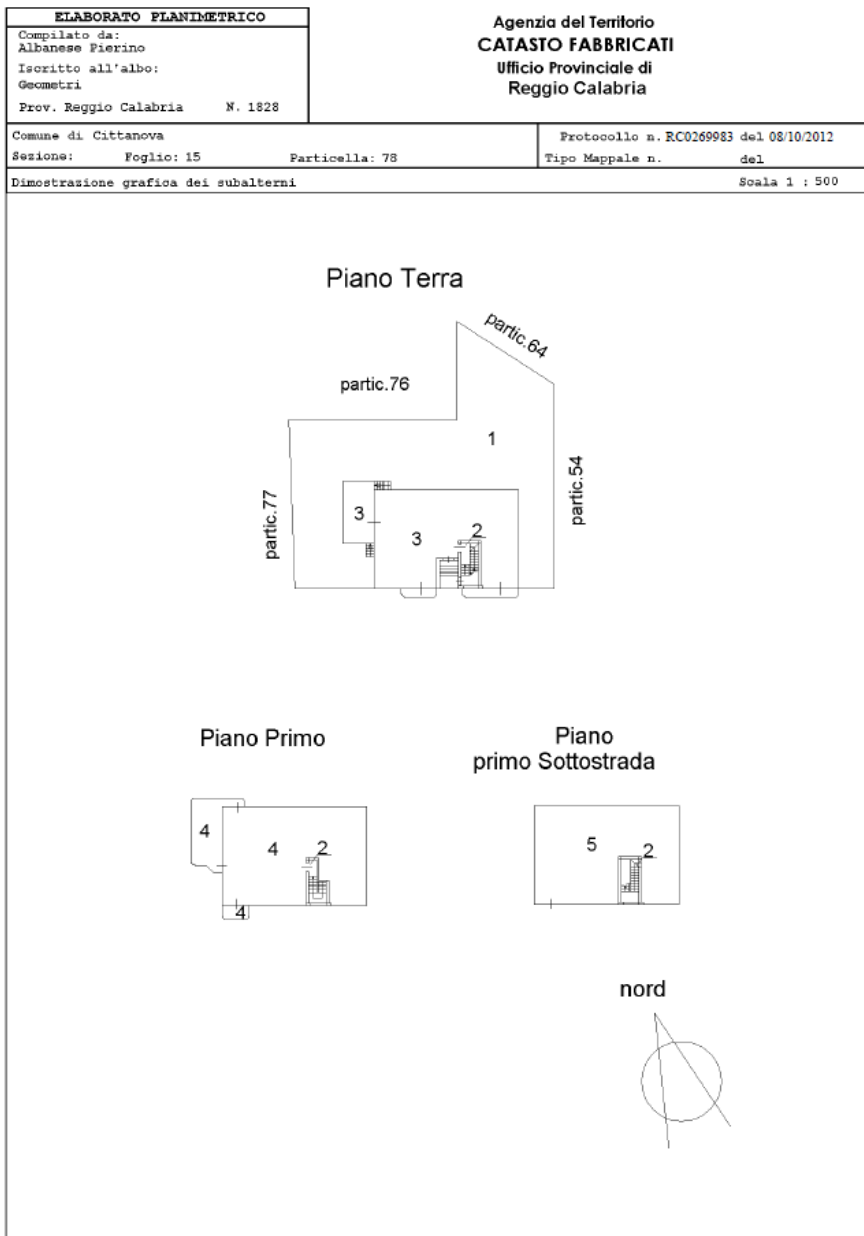 ELABORATO PLANIMETRICO
Compilato da:
Albanese Pierino
Iscritto all'albo:
Geometri
Prov. Reggio Calabria N. 1828
Agenzia del Territorio
CATASTO FABBRICATI
Ufficio Provinciale di
Reggio Calabria
Comune di Cittanova
Sezione: Foglio: 15 Particella: 78
Protocollo n. RC0269983 del 08/10/2012
Tipo Mappale n. del
Dimostrazione grafica dei subalterni Scala 1 : 500
Piano Terra
partic.64
partic.76
1
partic.54
partic.77
3
3
2
Piano Primo
4
4
2
4
Piano
primo Sottostrada
5
2
nord